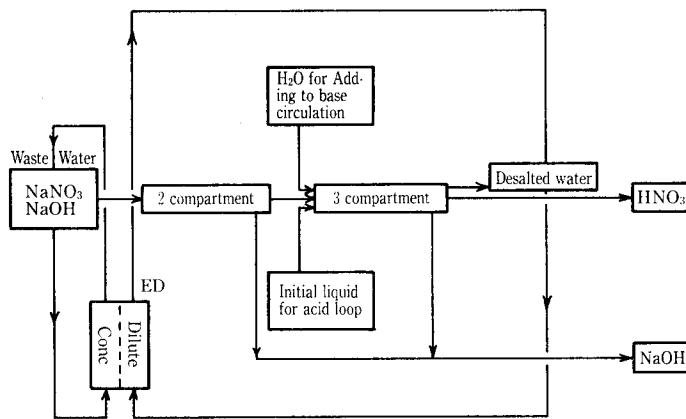 H₂O for Add-
ing to base
circulation
Waste Water
NaNO₃
NaOH
2 compartment
3 compartment
Desalted water
HNO₃
ED
Conc
Dilute
Initial liquid
for acid loop
NaOH